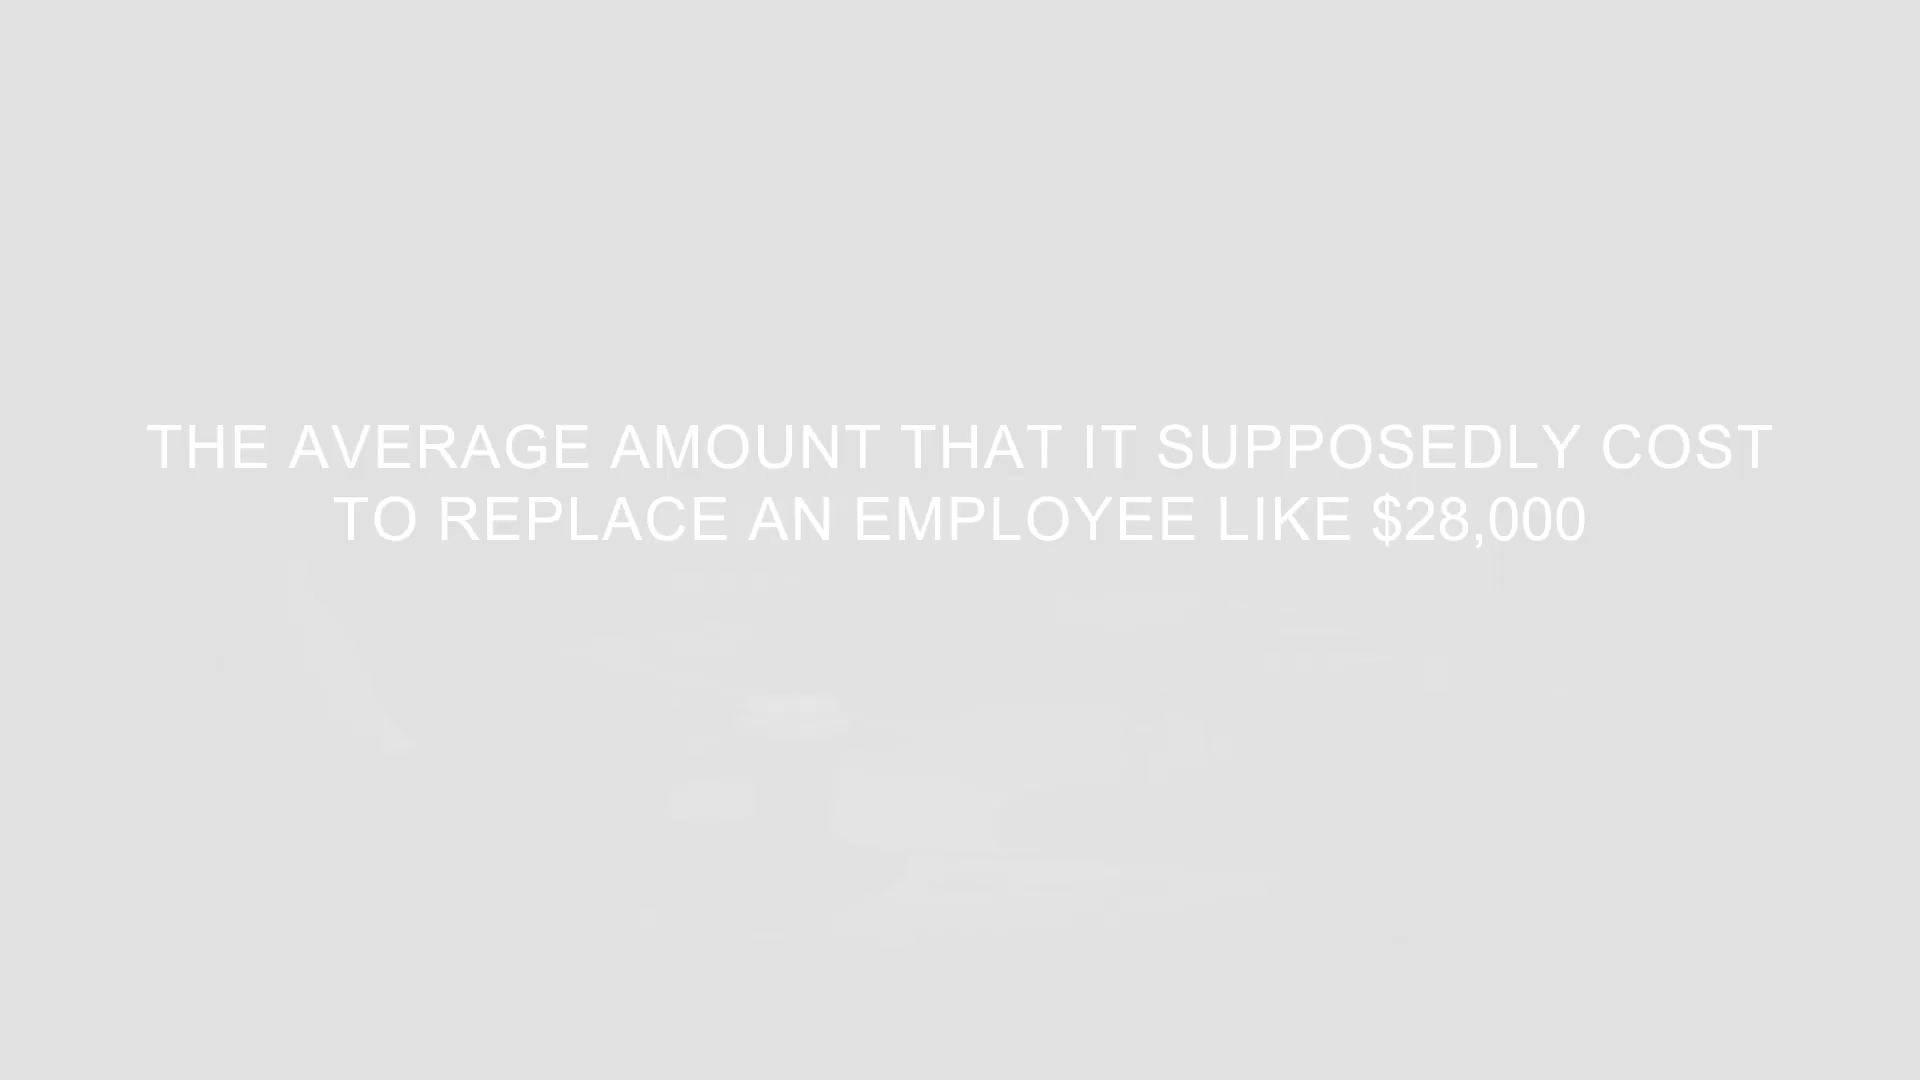 THE AVERAGE AMOUNT THAT IT SUPPOSEDLY COST
TO REPLACE AN EMPLOYEE LIKE $28,000